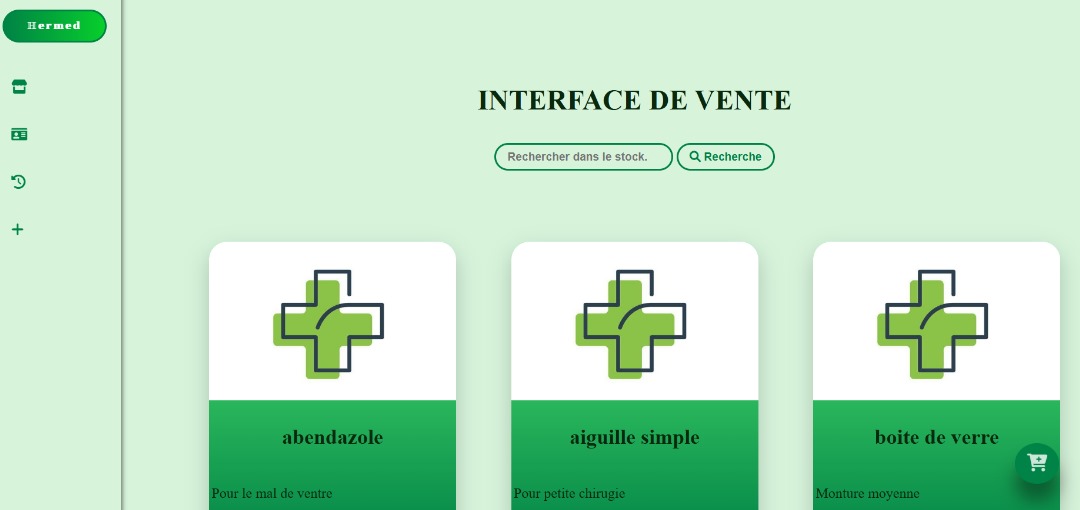 Hermed
INTERFACE DE VENTE
Rechercher dans le stock.
Recherche
abendazole
aiguille simple
boite de verre
Pour le mal de ventre
Pour petite chirugie
Monture moyenne